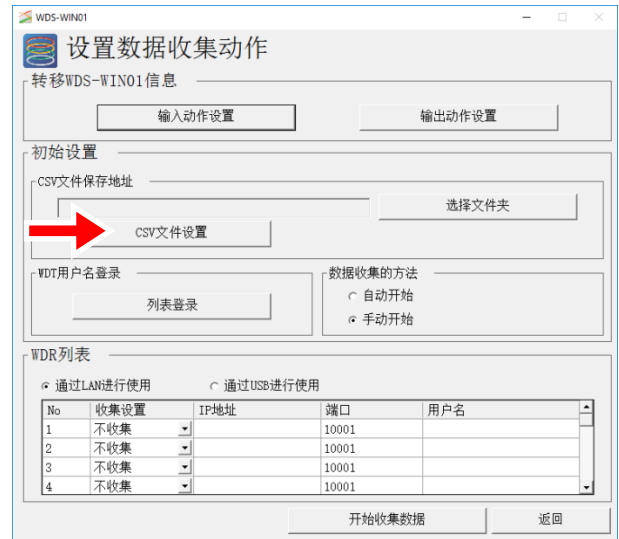 WDS-WIN01
设置数据收集动作
转移WDS-WIN01信息
输入动作设置 输出动作设置
初始设置
CSV文件保存地址
选择文件夹
CSV文件设置
WDT用户名登录 数据收集的方法
列表登录 自动开始
手动开始
WDR列表
通过LAN进行使用 通过USB进行使用
No 收集设置 IP地址 端口 用户名
1 不收集 10001
2 不收集 10001
3 不收集 10001
4 不收集 10001
开始收集数据 返回